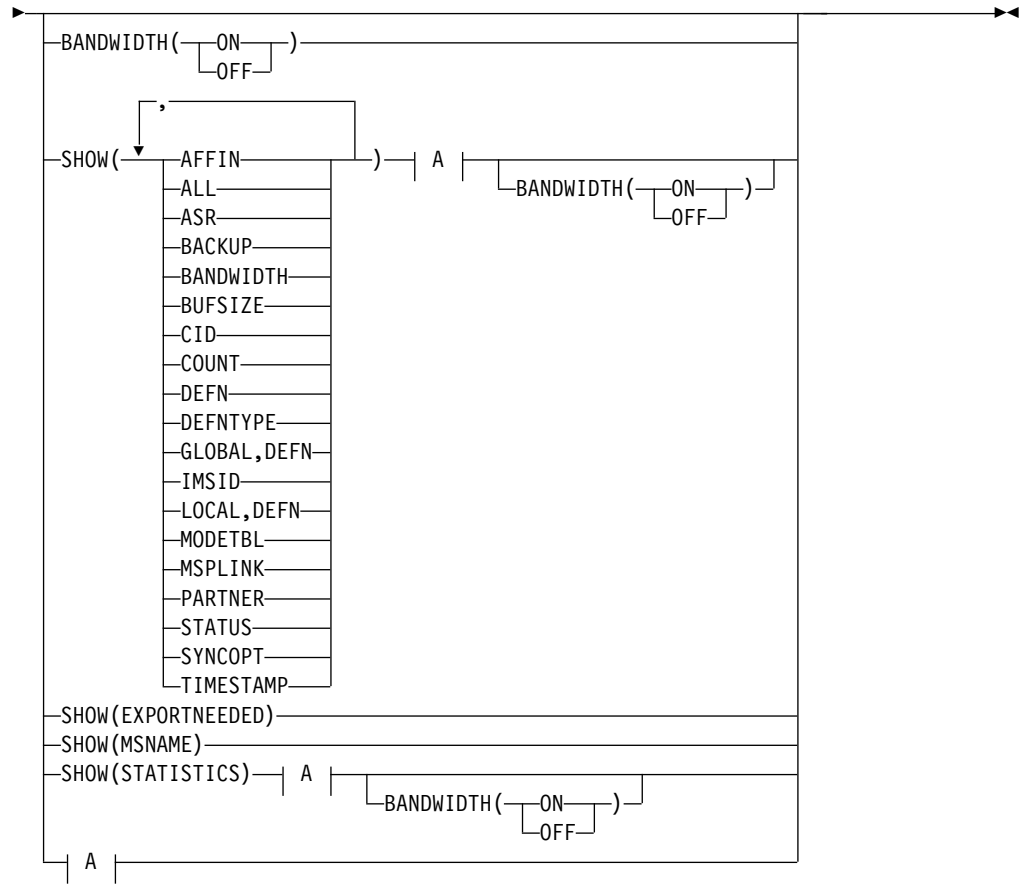 BANDWIDTH( ON )
OFF
,
SHOW( AFFIN ) A
ALL BANDWIDTH( ON )
ASR OFF
BACKUP
BANDWIDTH
BUFSIZE
CID
COUNT
DEFN
DEFNTYPE
GLOBAL,DEFN
IMSID
LOCAL,DEFN
MODETBL
MSPLINK
PARTNER
STATUS
SYNCOPT
TIMESTAMP
SHOW(EXPORTNEEDED)
SHOW(MSNAME)
SHOW(STATISTICS) A
BANDWIDTH( ON )
OFF
A